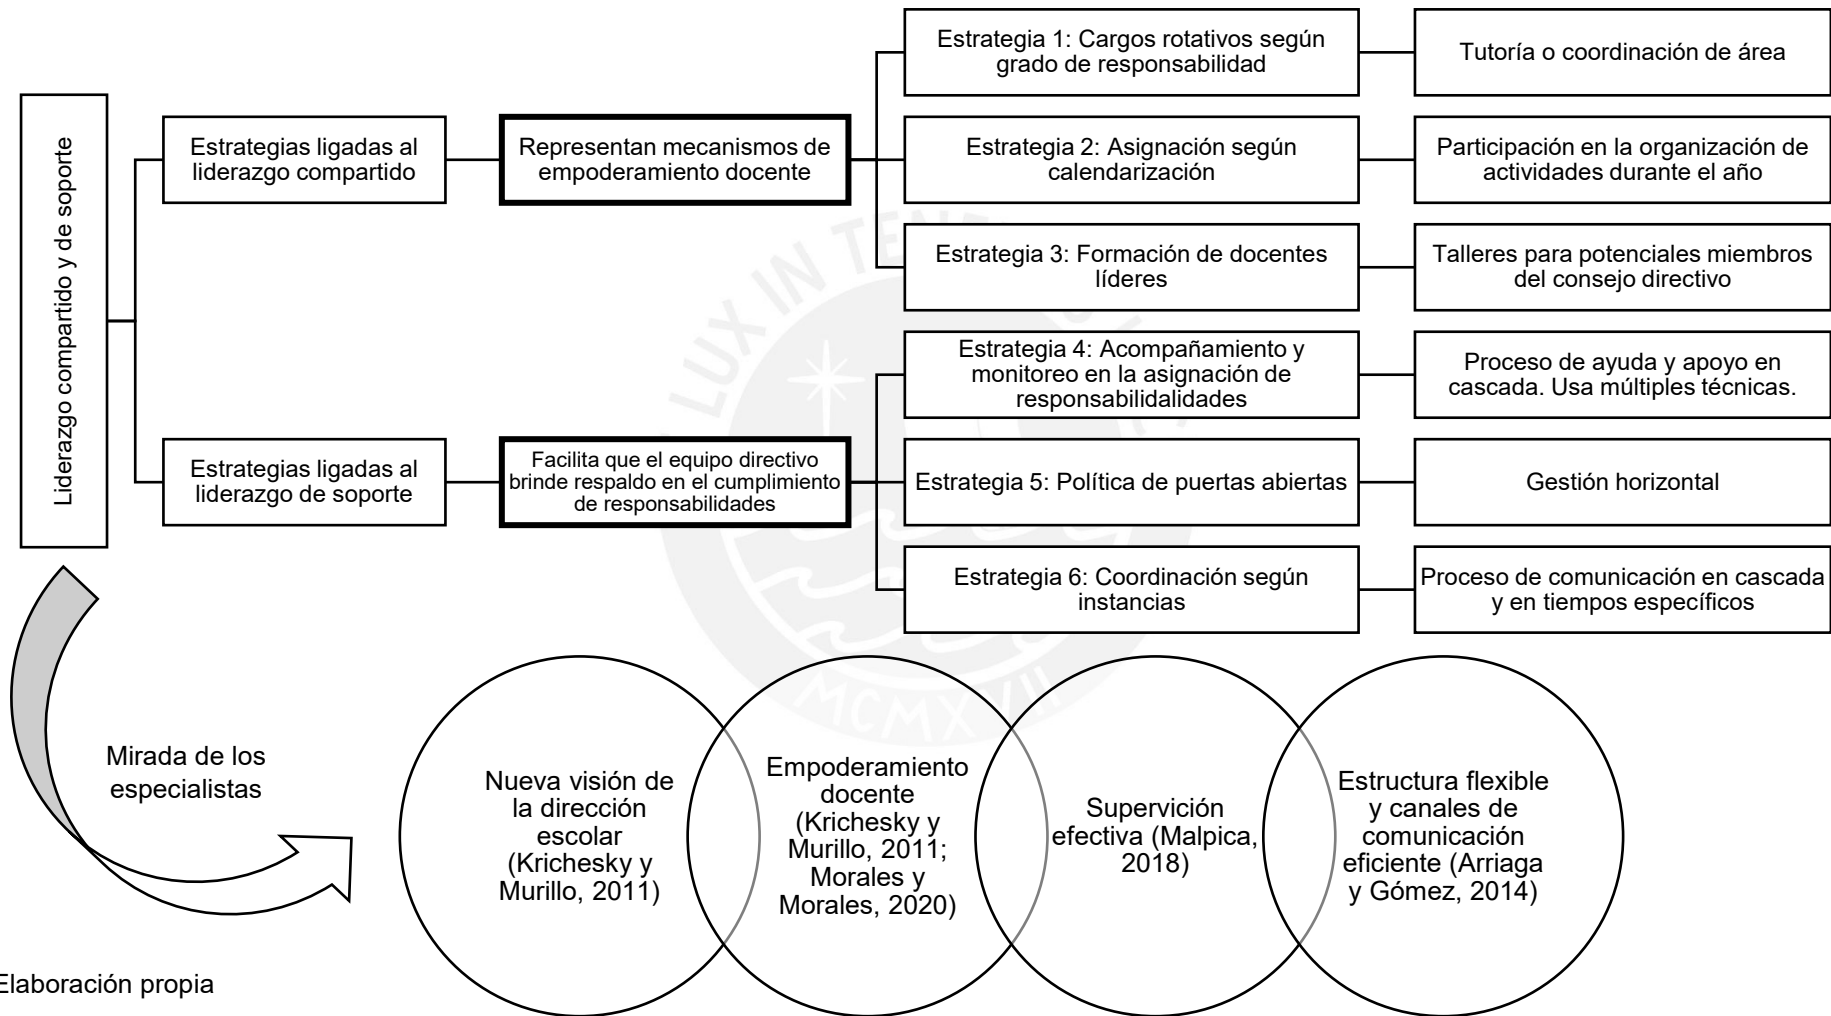 Liderazgo compartido y de soporte
Estrategias ligadas al
liderazgo compartido
Representan mecanismos de
empoderamiento docente
Estrategia 1: Cargos rotativos según
grado de responsabilidad
Tutoría o coordinación de área
Estrategia 2: Asignación según
calendarización
Participación en la organización de
actividades durante el año
Estrategia 3: Formación de docentes
líderes
Talleres para potenciales miembros
del consejo directivo
Estrategias ligadas al
liderazgo de soporte
Facilita que el equipo directivo
brinde respaldo en el cumplimiento
de responsabilidades
Estrategia 4: Acompañamiento y
monitoreo en la asignación de
responsabilidalidades
Proceso de ayuda y apoyo en
cascada. Usa múltiples técnicas.
Estrategia 5: Política de puertas abiertas
Gestión horizontal
Estrategia 6: Coordinación según
instancias
Proceso de comunicación en cascada
y en tiempos específicos
LUX IN TENE
MCMXVII
Mirada de los
especialistas
Nueva visión de
la dirección
escolar
(Krichesky y
Murillo, 2011)
Empoderamiento
docente
(Krichesky y
Murillo, 2011;
Morales y
Morales, 2020)
Supervición
efectiva (Malpica,
2018)
Estructura flexible
y canales de
comunicación
eficiente (Arriaga
y Gómez, 2014)
Elaboración propia